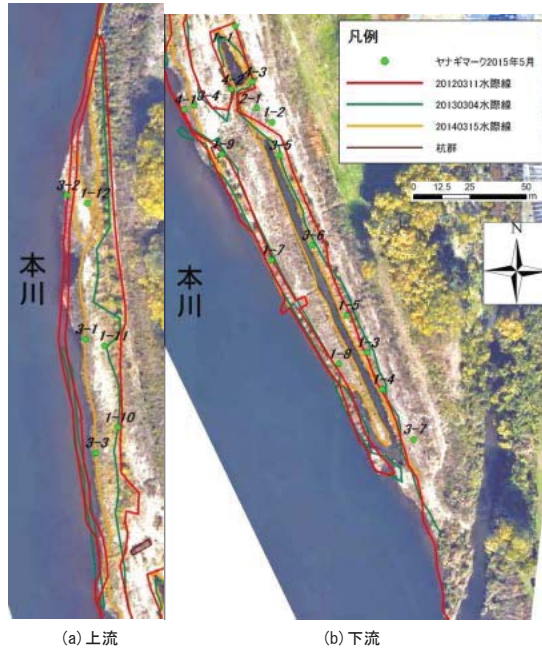 本川
3-2
1-12
3-1
1-11
1-10
3-3
(a)上流
本川
1-1
4-2
4-3
4-1
3-4
2-1
1-2
1-9
3-5
3-6
1-7
1-5
1-3
1-8
1-4
3-7
凡例
ヤナギマーク2015年5月
20120311水際線
20130304水際線
20140315水際線
杭群
0 12.5 25 50
m
N
(b)下流